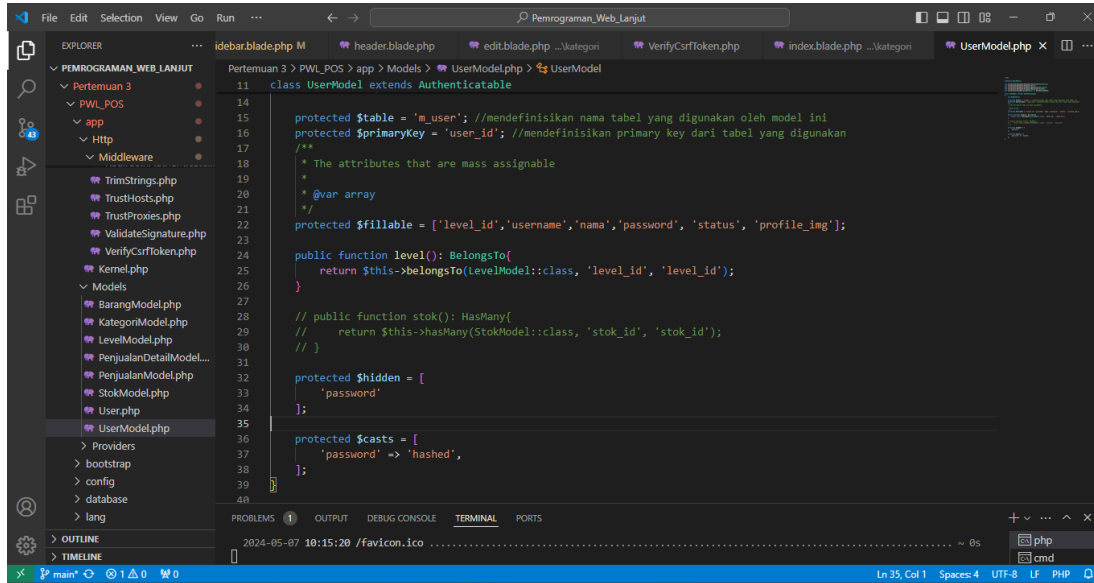 File Edit Selection View Go Run ... Pemrograman_Web_Lanjut
EXPLORER
idebar.blade.php M header.blade.php edit.blade.php ...\kategori VerifyCsrfToken.php index.blade.php ...\kategori UserModel.php
PEMROGRAMAN_WEB_LANJUT
Pertemuan 3
PWL_POS
app
Http
Middleware
TrimStrings.php
TrustHosts.php
TrustProxies.php
ValidateSignature.php
VerifyCsrfToken.php
Kernel.php
Models
BarangModel.php
KategoriModel.php
LevelModel.php
PenjualanDetailModel....
PenjualanModel.php
StokModel.php
User.php
UserModel.php
Providers
bootstrap
config
database
lang
OUTLINE
TIMELINE
43
Pertemuan 3 > PWL_POS > app > Models > UserModel.php > UserModel
11 class UserModel extends Authenticatable
14
15 protected $table = 'm_user'; //mendefinisikan nama tabel yang digunakan oleh model ini
16 protected $primaryKey = 'user_id'; //mendefinisikan primary key dari tabel yang digunakan
17 /**
18 * The attributes that are mass assignable
19 *
20 * @var array
21 */
22 protected $fillable = ['level_id','username','nama','password', 'status', 'profile_img'];
23
24 public function level(): BelongsTo{
25 return $this->belongsTo(LevelModel::class, 'level_id', 'level_id');
26 }
27
28 // public function stok(): HasMany{
29 // return $this->hasMany(StokModel::class, 'stok_id', 'stok_id');
30 // }
31
32 protected $hidden = [
33 'password'
34 ];
35
36 protected $casts = [
37 'password' => 'hashed',
38 ];
39 }
40
PROBLEMS 1 OUTPUT DEBUG CONSOLE TERMINAL PORTS
2024-05-07 10:15:20 /favicon.ico ........................................ ~ 0s
php
cmd
main* 1 0 0 Ln 35, Col 1 Spaces: 4 UTF-8 LF PHP